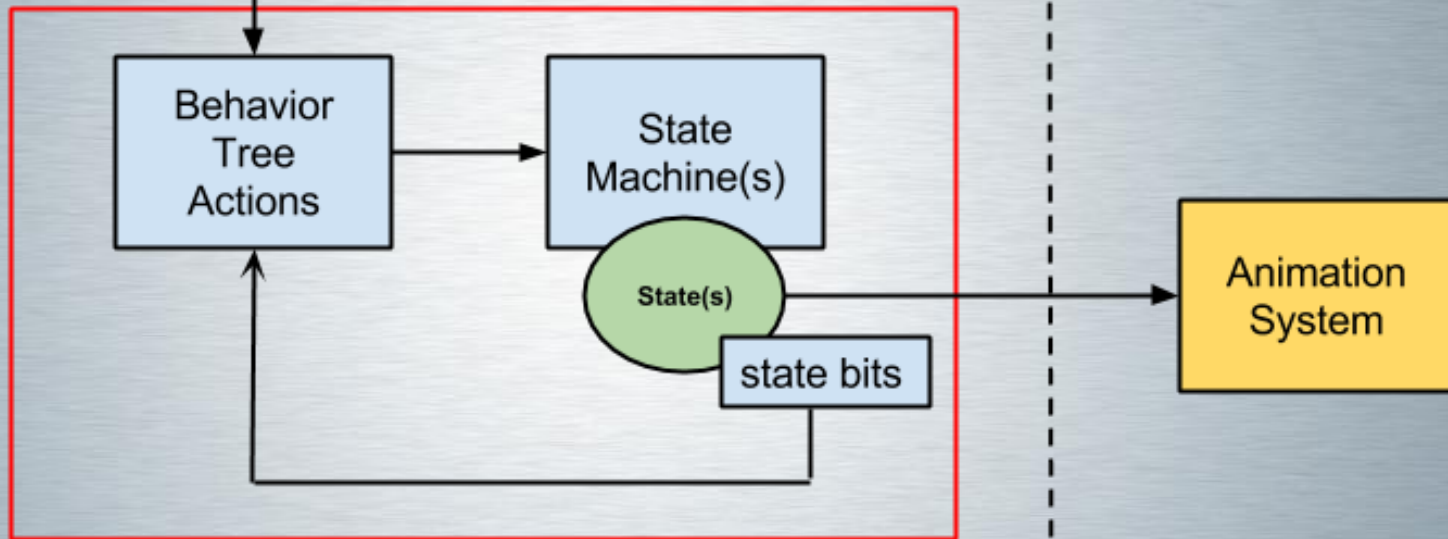 Behavior
Tree
Actions
State
Machine(s)
State(s)
state bits
Animation
System